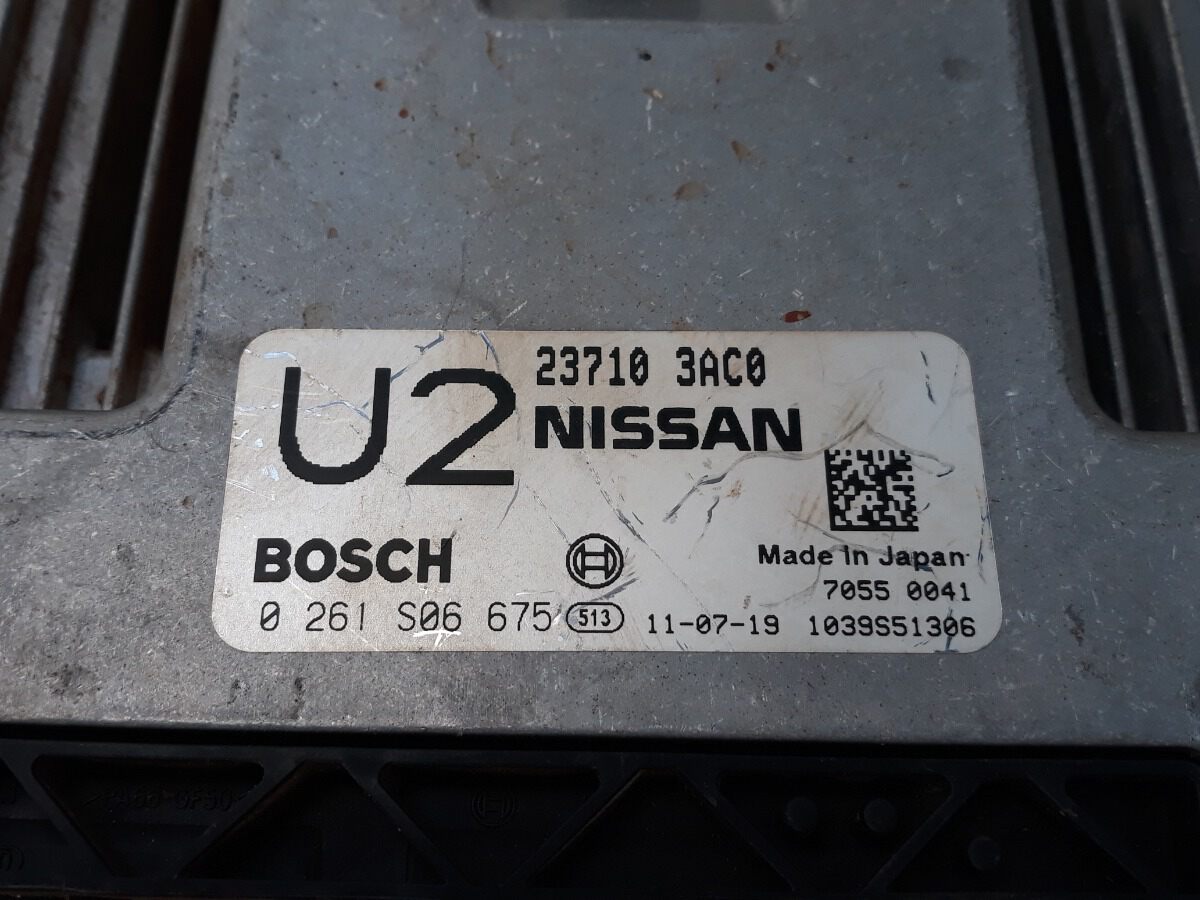 U2
23710 3AC0
NISSAN
BOSCH
Made in Japan
7055 0041
0 261 S06 675 513 11-07-19 1039S51306